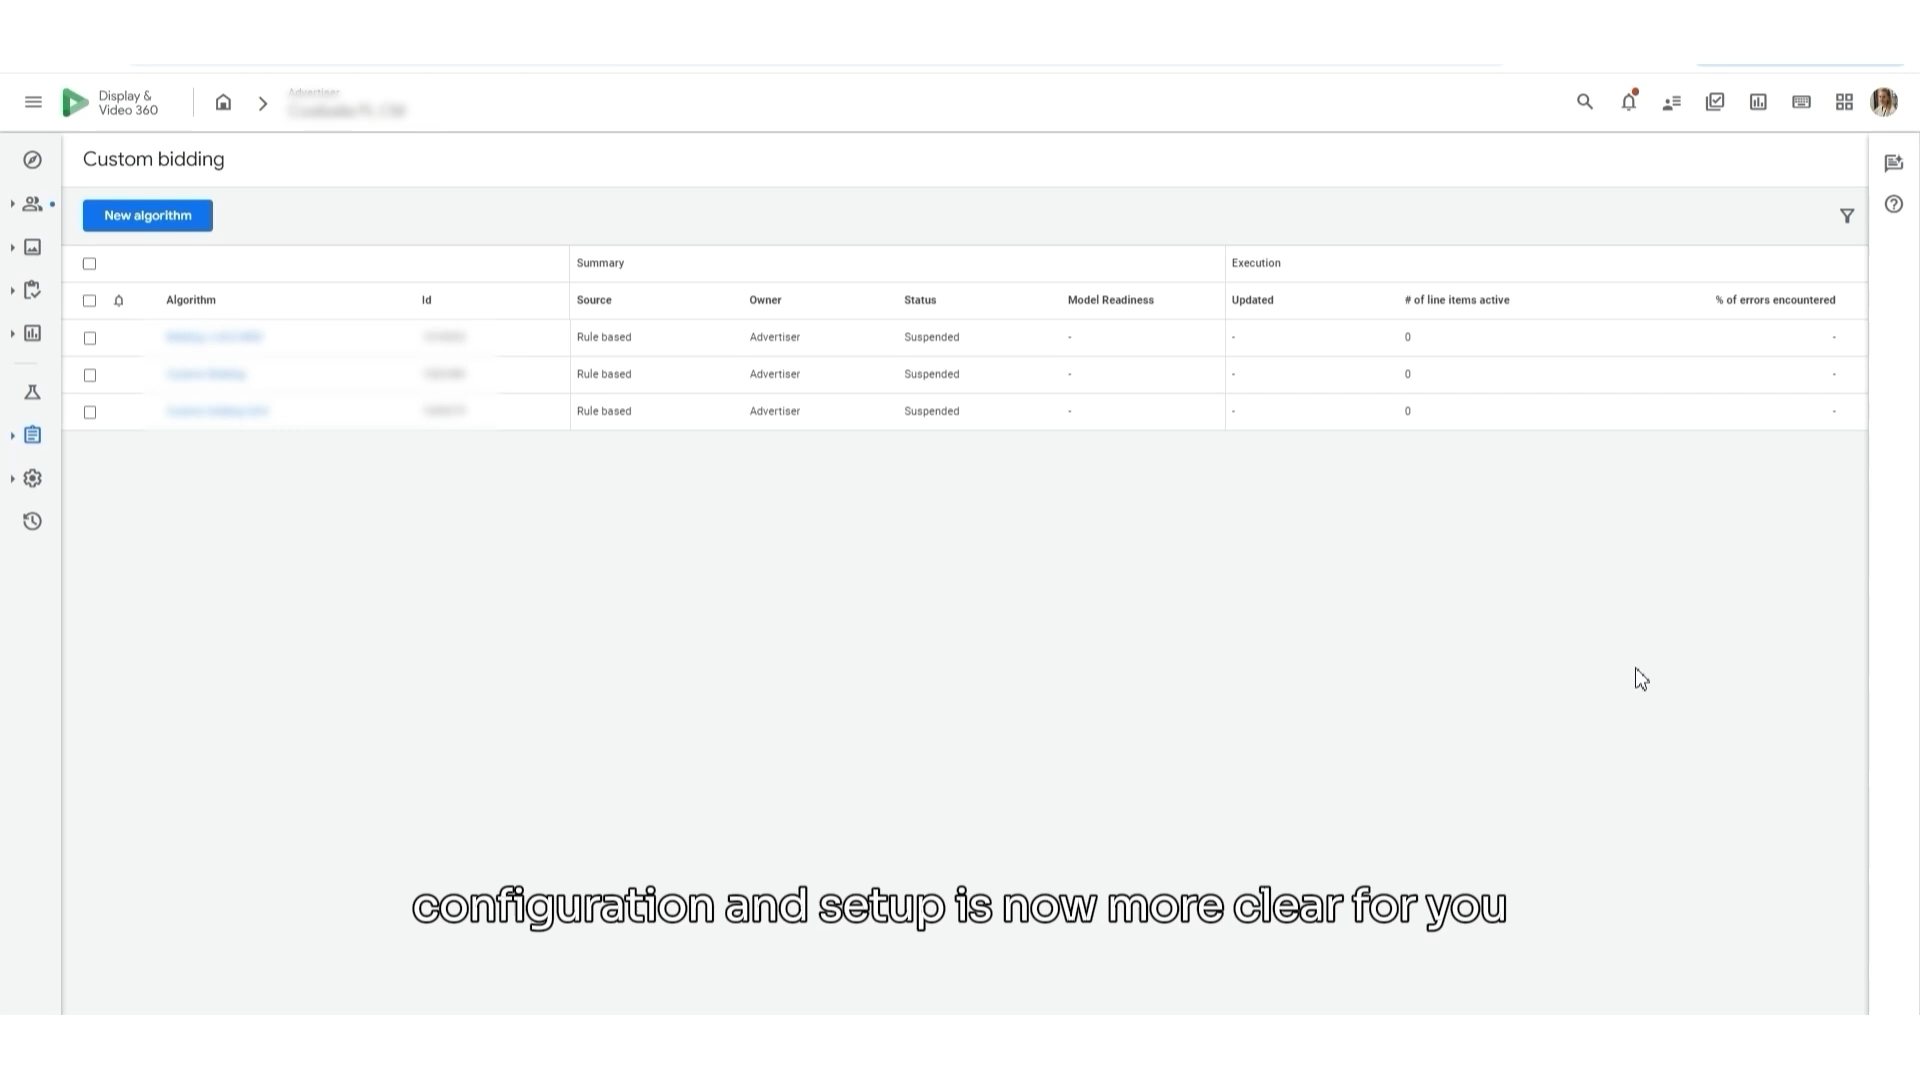 Display &
Video 360
Advertiser
Custom bidding
New algorithm
Summary Execution
Algorithm Id Source Owner Status Model Readiness Updated # of line items active % of errors encountered
Rule based Advertiser Suspended - - 0 -
Rule based Advertiser Suspended - - 0 -
Rule based Advertiser Suspended - - 0 -
configuration and setup is now more clear for you